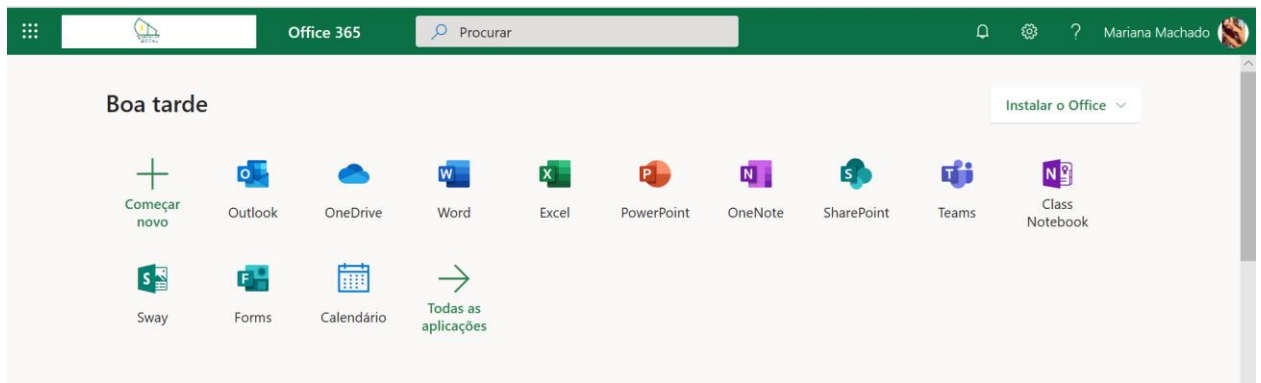 Office 365
Procurar
Mariana Machado
Boa tarde
Instalar o Office
Começar
novo
Outlook
OneDrive
Word
Excel
PowerPoint
OneNote
SharePoint
Teams
Class
Notebook
Sway
Forms
Calendário
Todas as
aplicações